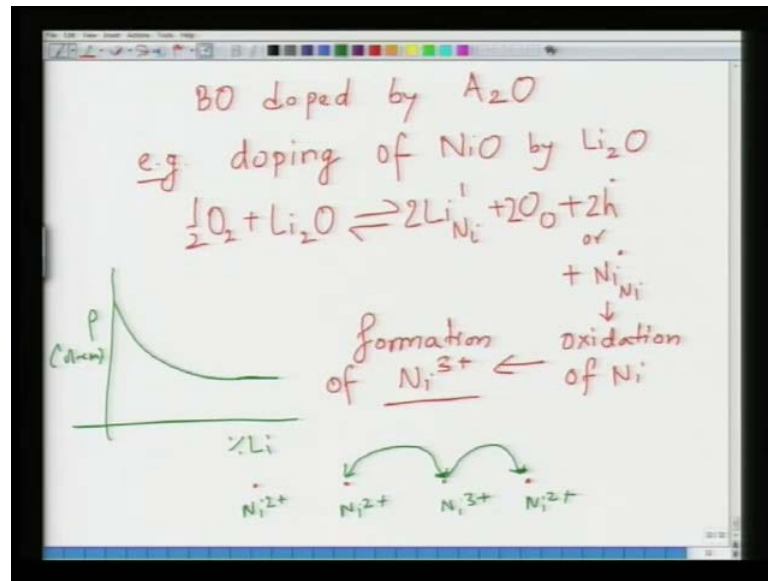 BO doped by A₂O
e.g. doping of NiO by Li₂O
½O₂ + Li₂O ⇌ 2Li'Ni + 2O₀ + 2h•
or
+ Ni•Ni
↓
oxidation
of Ni
←
formation
of Ni³⁺
ρ
(Ω-cm)
%Li
Ni²⁺ Ni²⁺ Ni³⁺ Ni²⁺